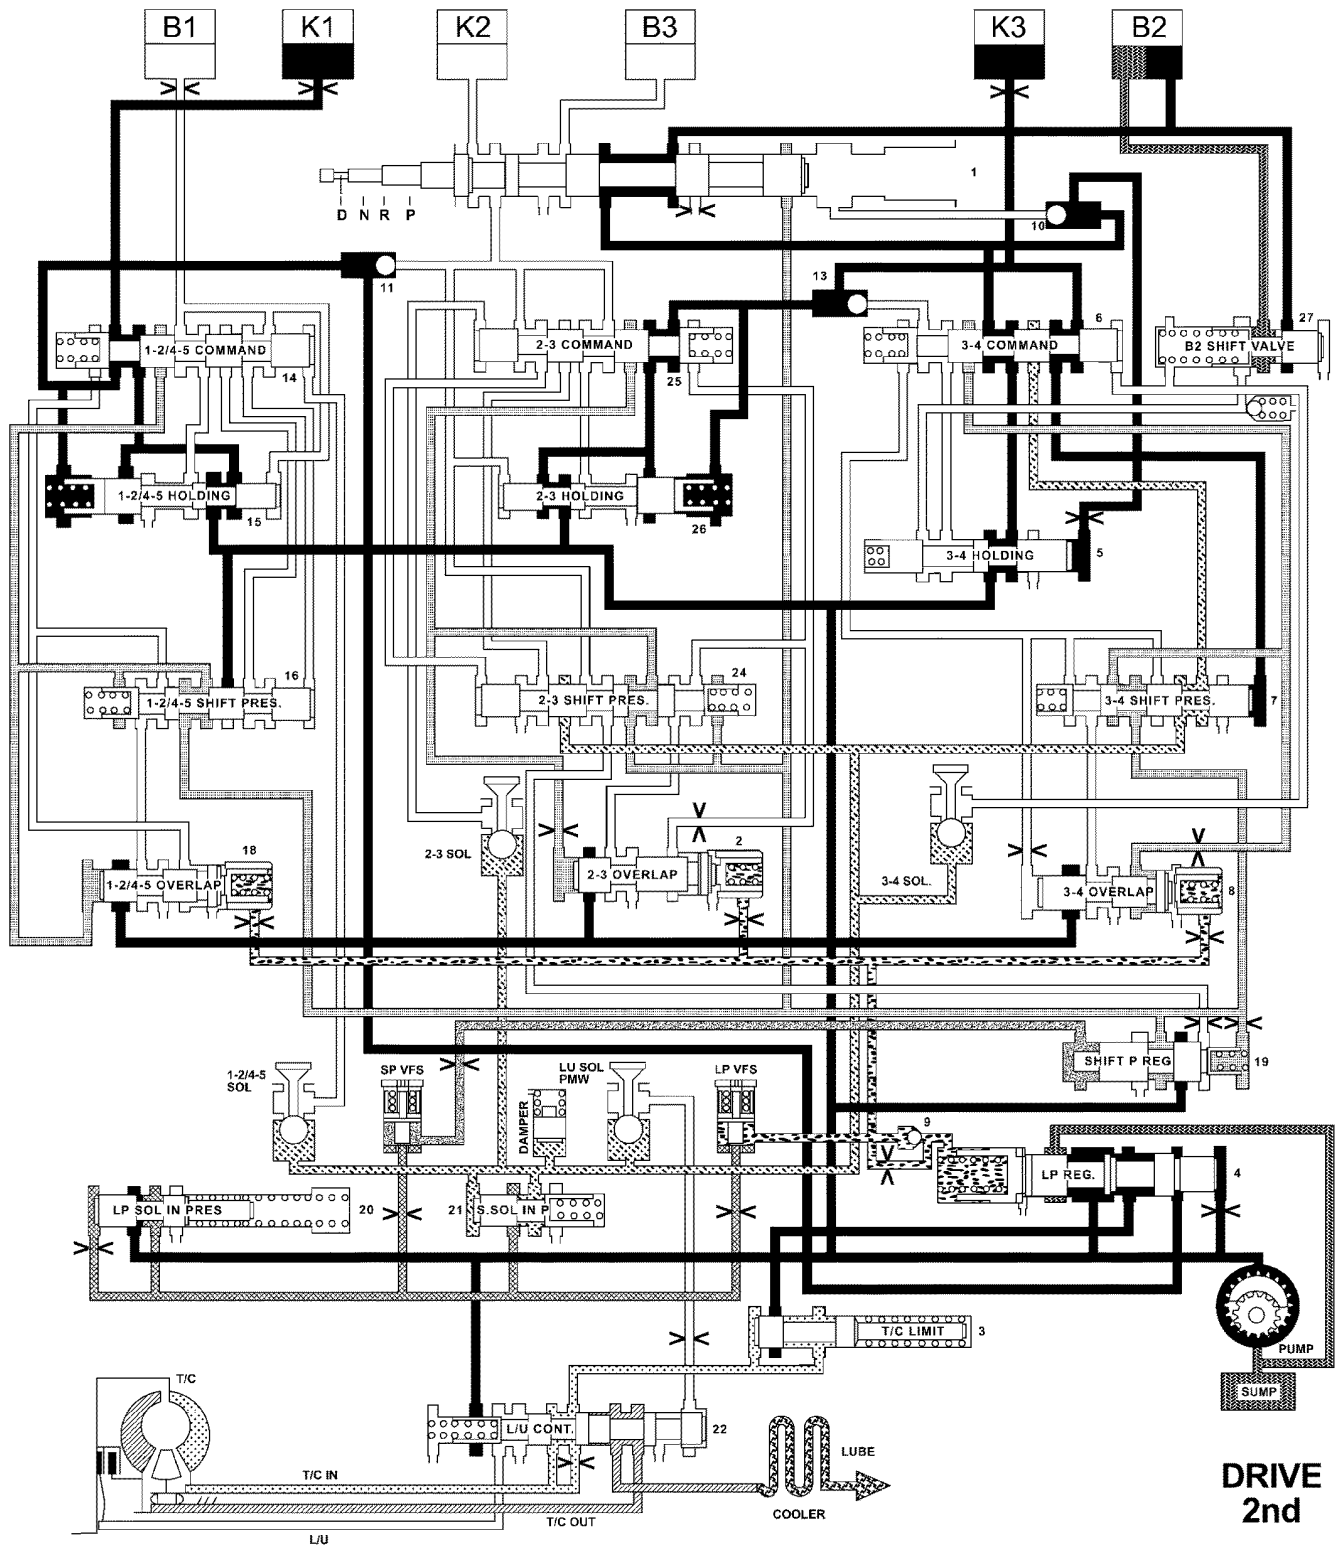 B1 K1 K2 B3 K3 B2
1
D N R P
10
11
13
6
27
1-2/4-5 COMMAND
2-3 COMMAND
3-4 COMMAND
B2 SHIFT VALVE
14
25
1-2/4-5 HOLDING
2-3 HOLDING
15
26
3-4 HOLDING
5
16
24
1-2/4-5 SHIFT PRES.
2-3 SHIFT PRES.
3-4 SHIFT PRES.
7
18
2-3 SOL
2
1-2/4-5 OVERLAP
2-3 OVERLAP
3-4 SOL.
3-4 OVERLAP
8
SHIFT P REG
19
1-2/4-5
SOL
SP VFS
LU SOL
PMW
LP VFS
DAMPER
9
LP REG.
4
LP SOL IN PRES
20
21
S.SOL IN P
T/C LIMIT
3
PUMP
SUMP
T/C
L/U CONT.
22
LUBE
T/C IN
COOLER
T/C OUT
L/U
DRIVE
2nd